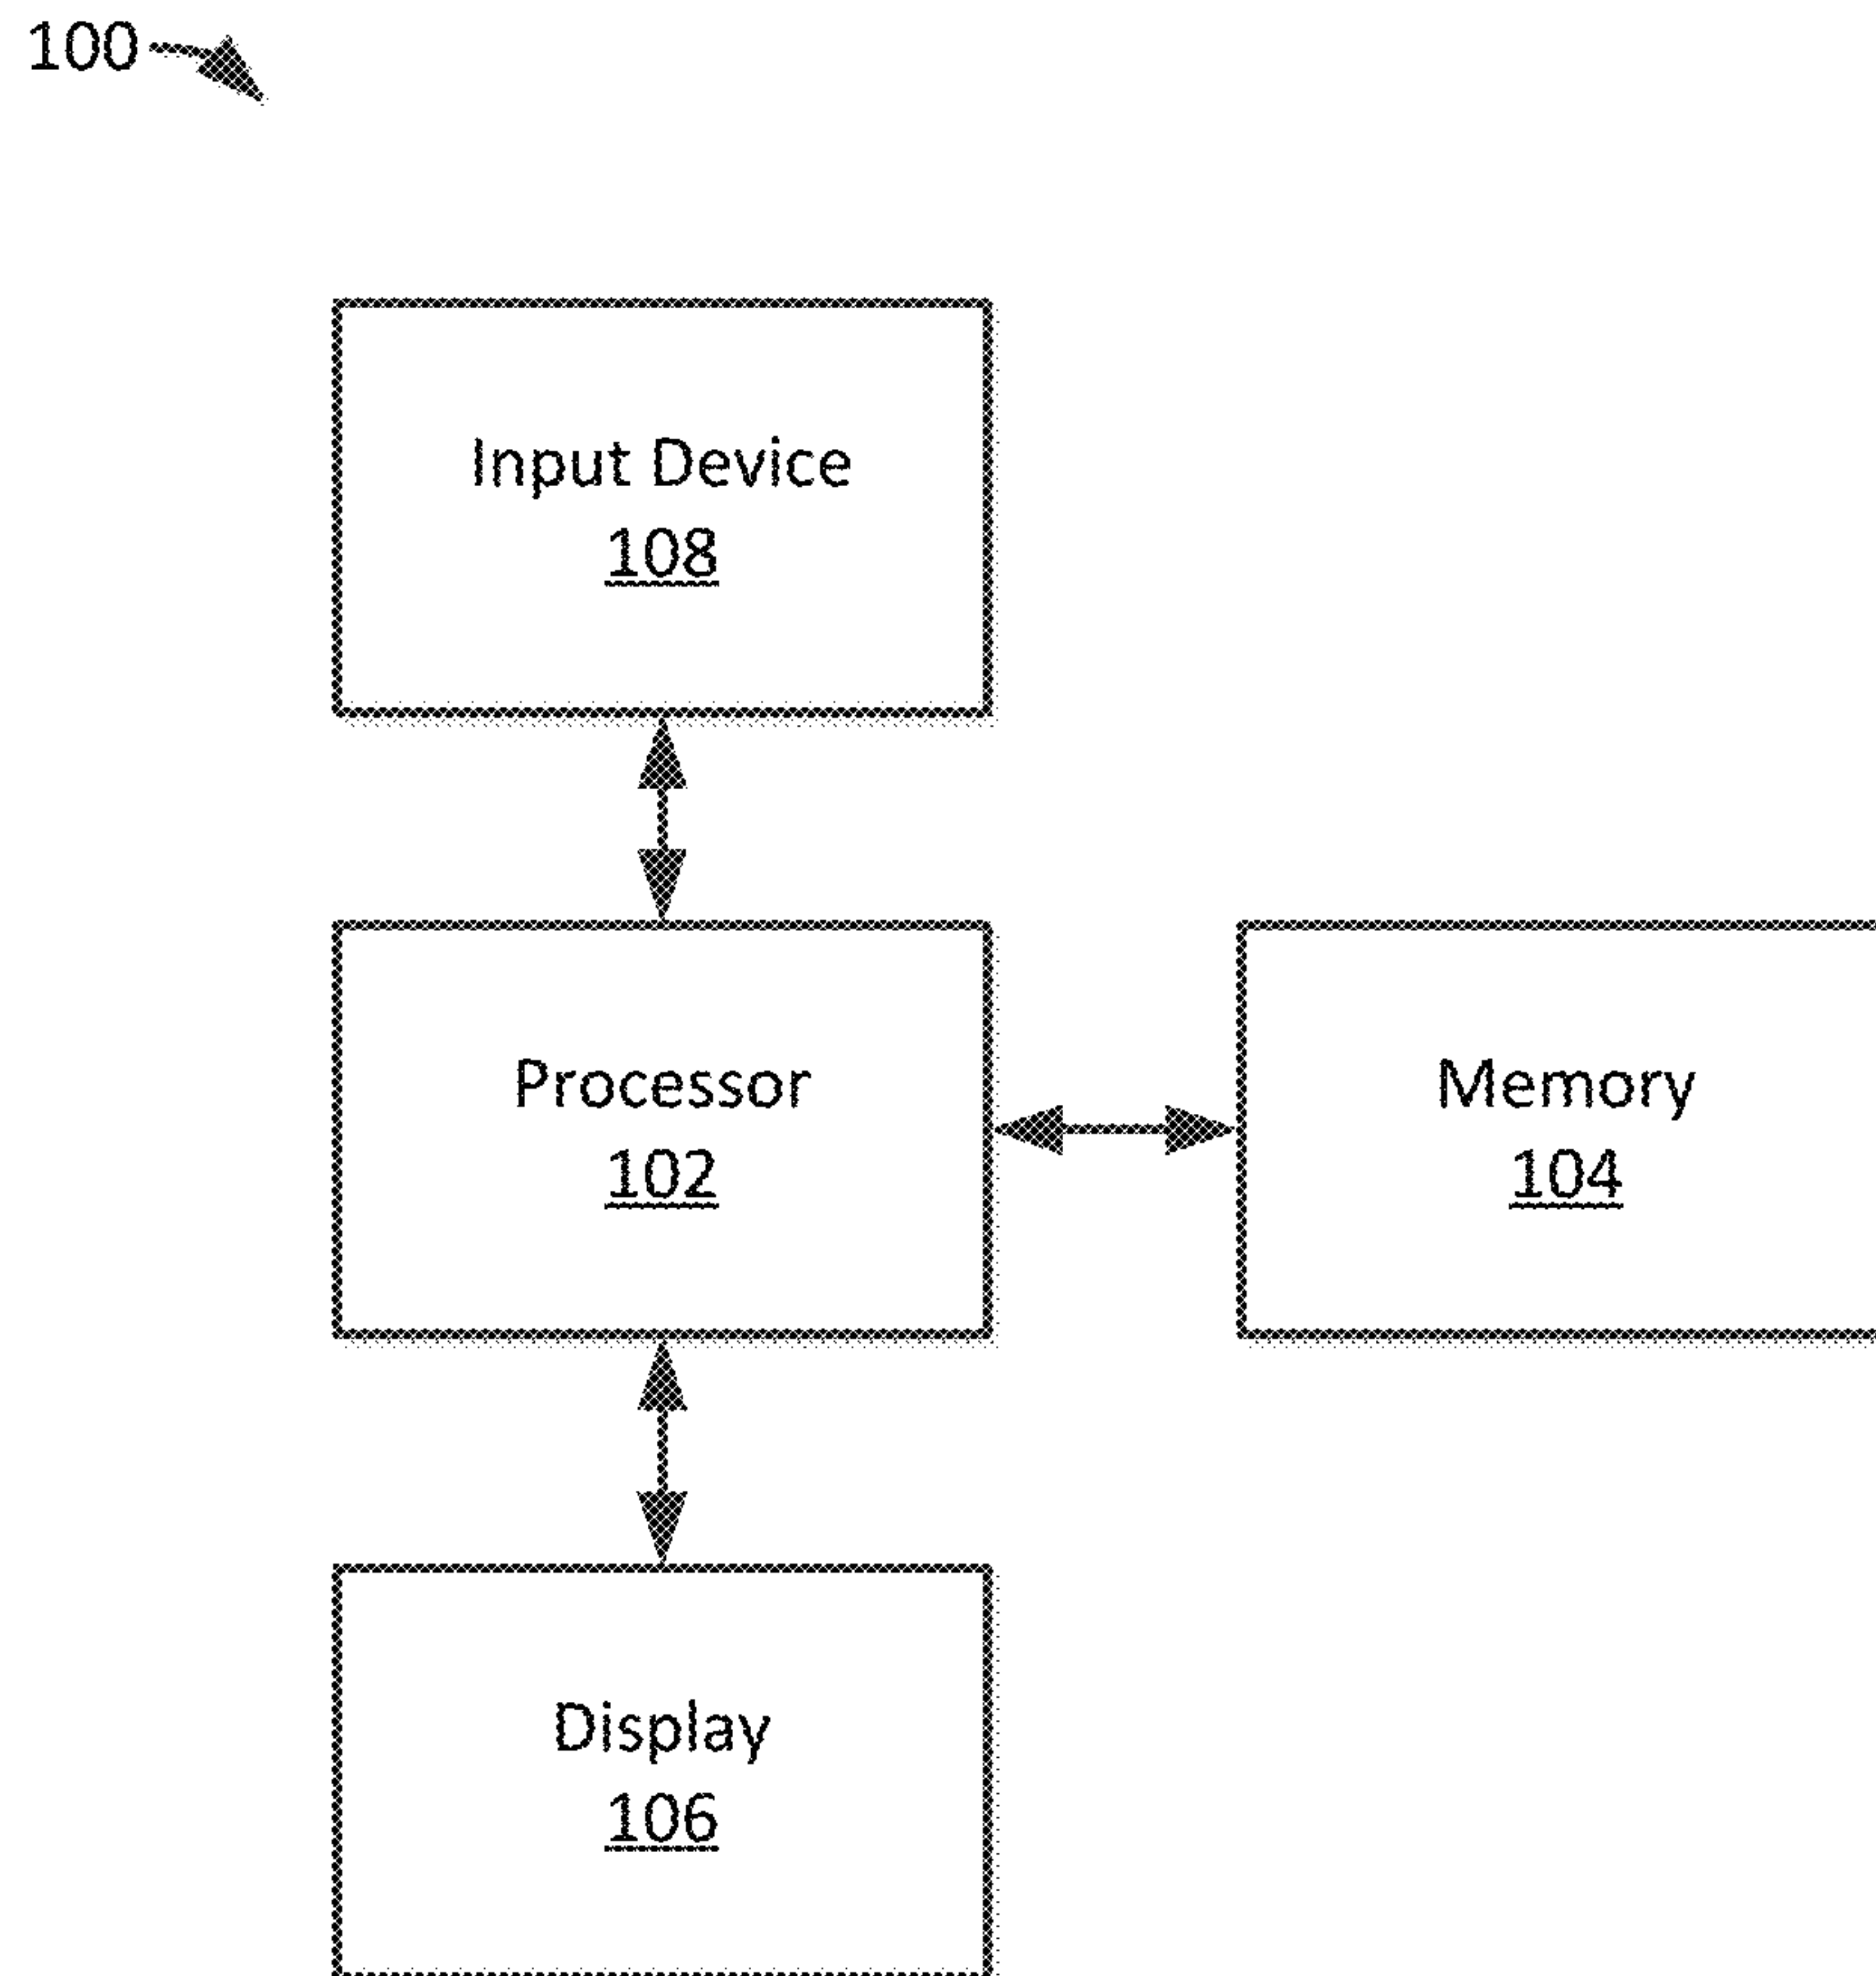 100
Input Device
108
Processor
102
Memory
104
Display
106